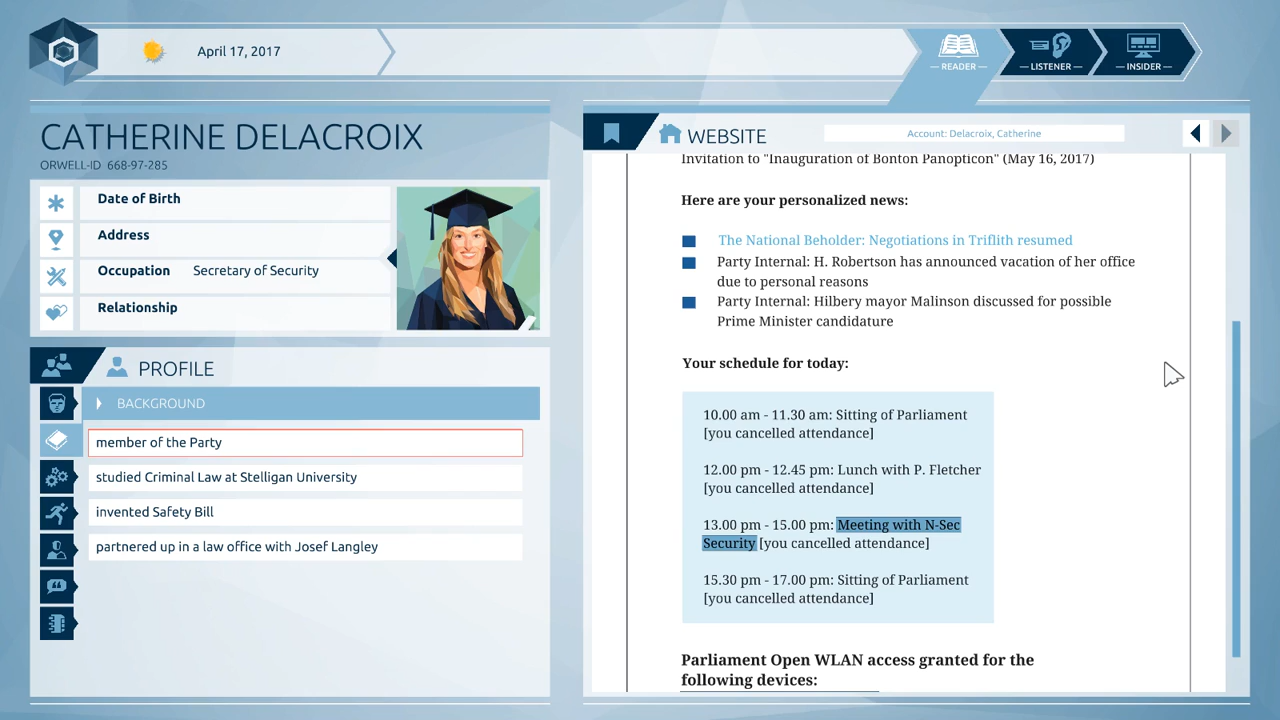 April 17, 2017
— READER —
— LISTENER —
— INSIDER —
CATHERINE DELACROIX
ORWELL-ID 668-97-285
Date of Birth
Address
Occupation Secretary of Security
Relationship
PROFILE
BACKGROUND
member of the Party
studied Criminal Law at Stelligan University
invented Safety Bill
partnered up in a law office with Josef Langley
WEBSITE
Account: Delacroix, Catherine
Invitation to "Inauguration of Bonton Panopticon" (May 16, 2017)
Here are your personalized news:
The National Beholder: Negotiations in Triflith resumed
Party Internal: H. Robertson has announced vacation of her office
due to personal reasons
Party Internal: Hilbery mayor Malinson discussed for possible
Prime Minister candidature
Your schedule for today:
10.00 am - 11.30 am: Sitting of Parliament
[you cancelled attendance]
12.00 pm - 12.45 pm: Lunch with P. Fletcher
[you cancelled attendance]
13.00 pm - 15.00 pm: Meeting with N-Sec
Security [you cancelled attendance]
15.30 pm - 17.00 pm: Sitting of Parliament
[you cancelled attendance]
Parliament Open WLAN access granted for the
following devices: